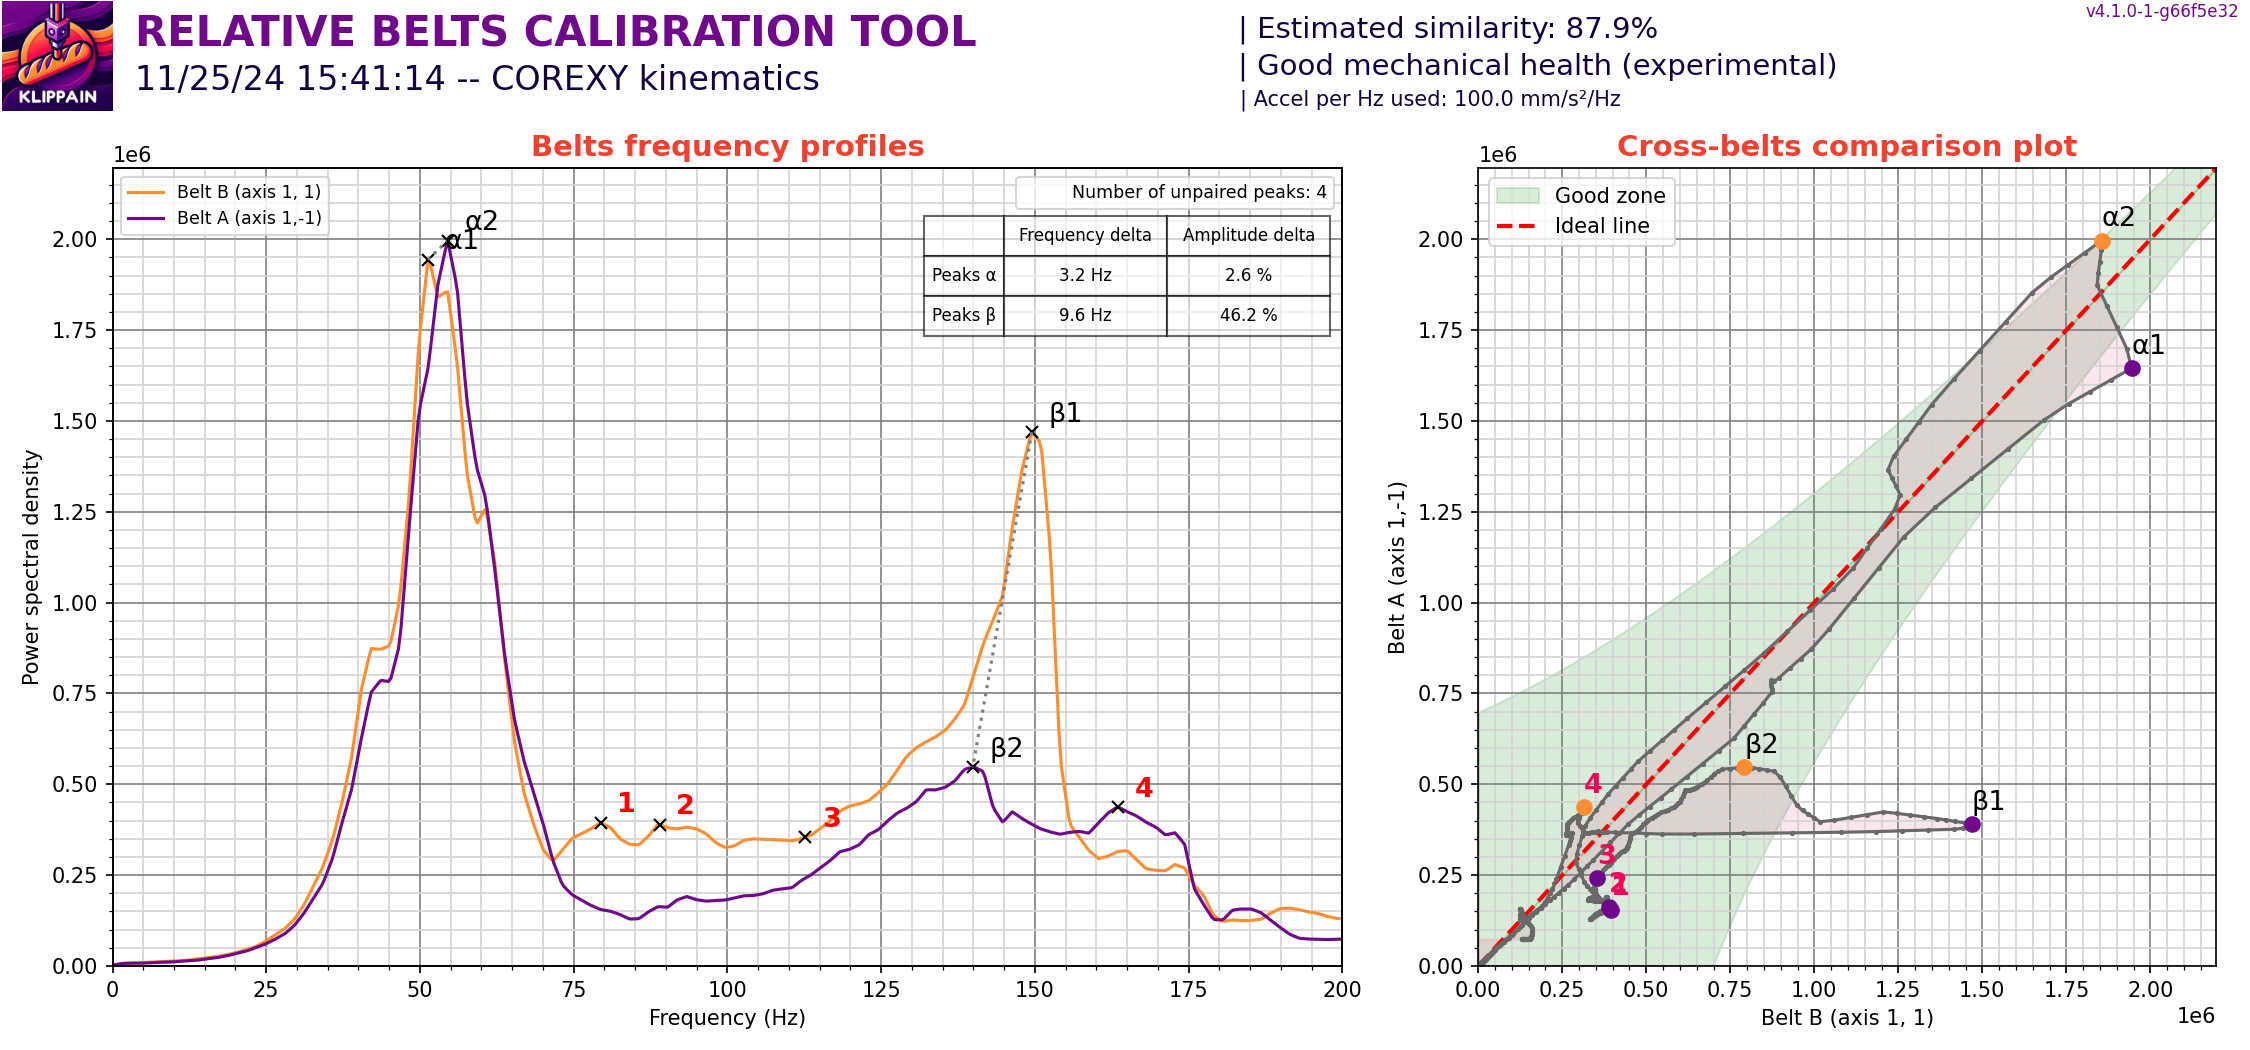 KLIPPAIN
RELATIVE BELTS CALIBRATION TOOL
11/25/24 15:41:14 -- COREXY kinematics
| Estimated similarity: 87.9%
| Good mechanical health (experimental)
| Accel per Hz used: 100.0 mm/s²/Hz
v4.1.0-1-g66f5e32
Belts frequency profiles
1e6
Belt B (axis 1, 1)
Belt A (axis 1,-1)
Number of unpaired peaks: 4
Frequency delta Amplitude delta
Peaks α 3.2 Hz 2.6 %
Peaks β 9.6 Hz 46.2 %
α2
α1
β1
β2
1
2
3
4
2.00
1.75
1.50
1.25
1.00
0.75
0.50
0.25
0.00
Power spectral density
0 25 50 75 100 125 150 175 200
Frequency (Hz)
Cross-belts comparison plot
1e6
Good zone
Ideal line
α2
α1
β2
β1
4
3
2
1
2.00
1.75
1.50
1.25
1.00
0.75
0.50
0.25
0.00
Belt A (axis 1,-1)
0.00 0.25 0.50 0.75 1.00 1.25 1.50 1.75 2.00
Belt B (axis 1, 1)
1e6